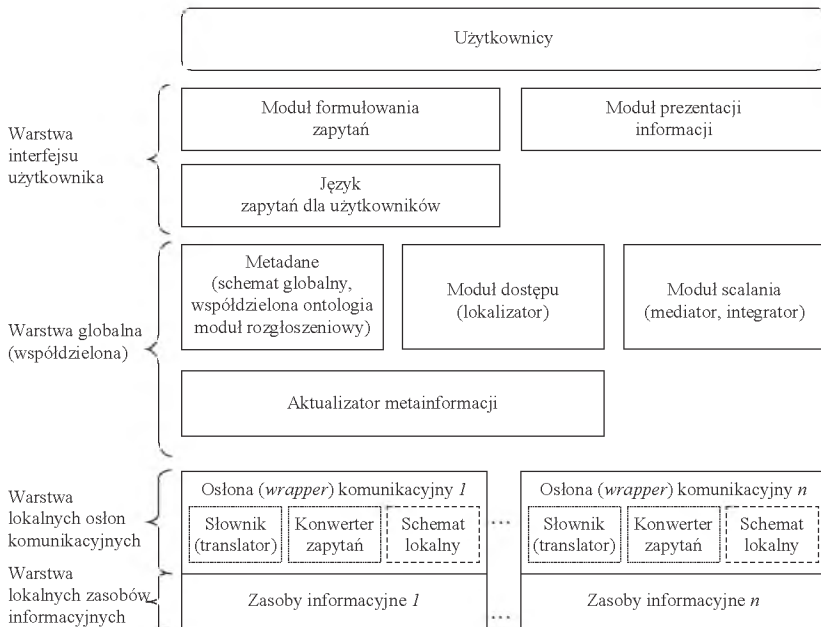 Użytkownicy
Warstwa
interfejsu
użytkownika
Moduł formułowania
zapytań
Moduł prezentacji
informacji
Język
zapytań dla użytkowników
Warstwa globalna
(współdzielona)
Metadane
(schemat globalny,
współdzielona ontologia
moduł rozgłoszeniowy)
Moduł dostępu
(lokalizator)
Moduł scalania
(mediator, integrator)
Aktualizator metainformacji
Warstwa
lokalnych osłon
komunikacyjnych
Osłona (wrapper) komunikacyjny 1
Słownik
(translator)
Konwerter
zapytań
Schemat
lokalny
...
Osłona (wrapper) komunikacyjny n
Słownik
(translator)
Konwerter
zapytań
Schemat
lokalny
Warstwa
lokalnych zasobów
informacyjnych
Zasoby informacyjne 1
...
Zasoby informacyjne n